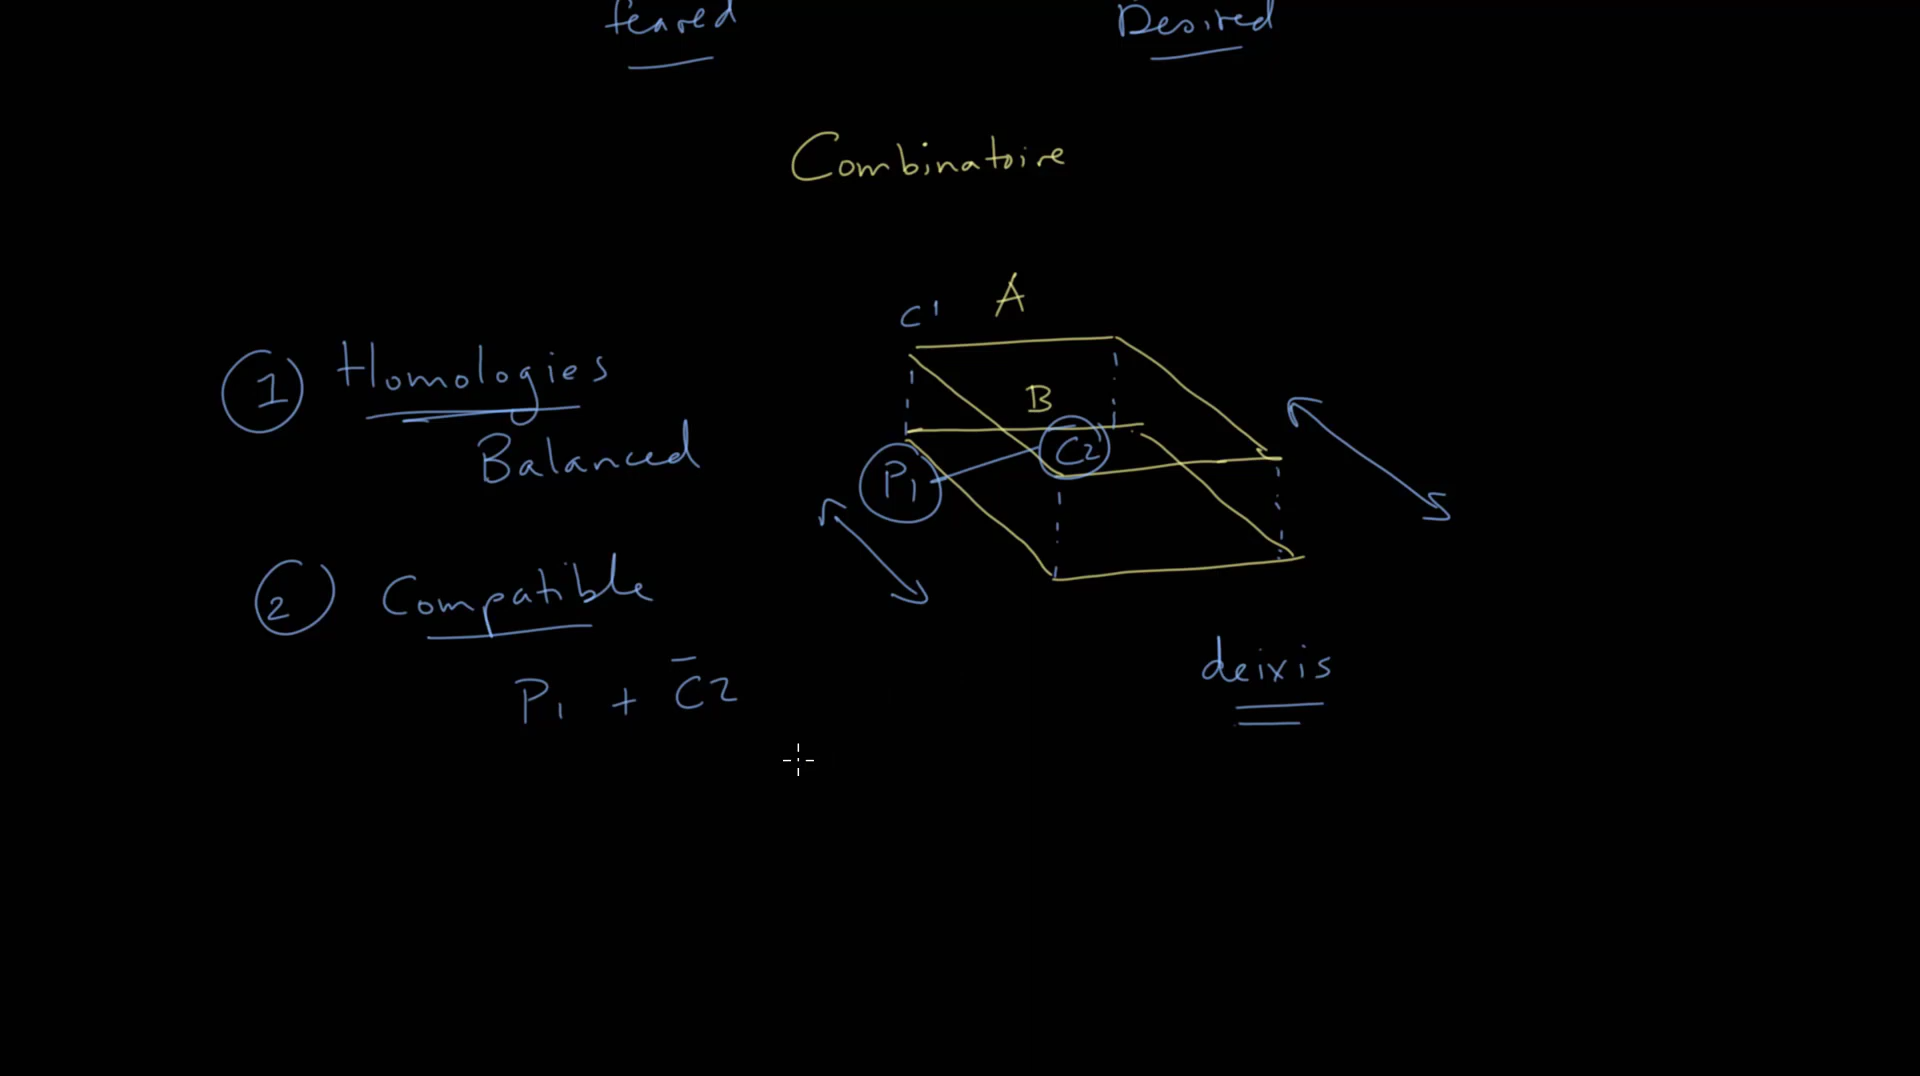 feared
Desired
Combinatoire
C1 A
① Homologies
B
Balanced
P1
C2
② Compatible
P1 + C̄2
deixis